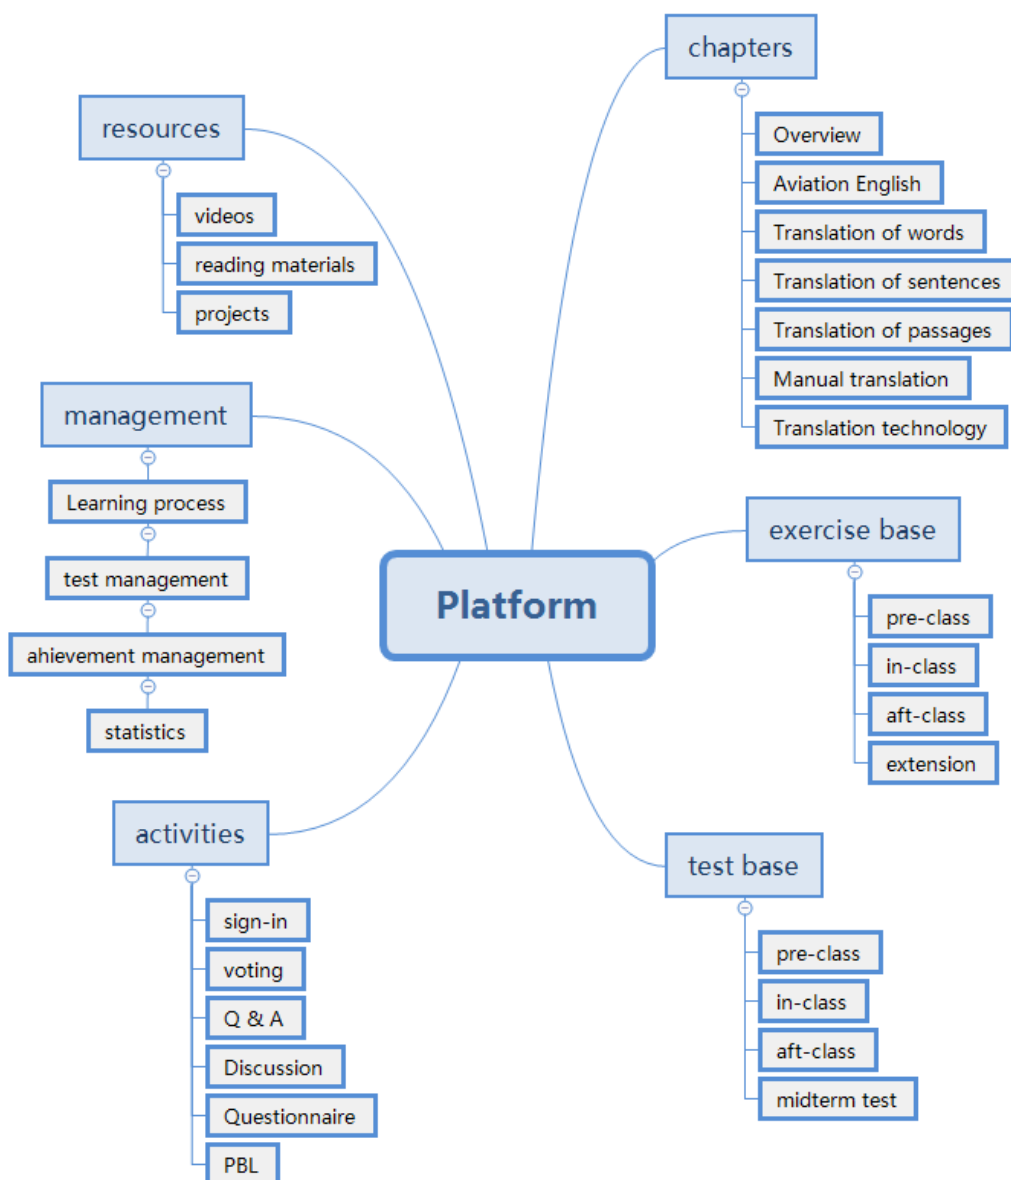 chapters
Overview
Aviation English
Translation of words
Translation of sentences
Translation of passages
Manual translation
Translation technology
resources
videos
reading materials
projects
management
Learning process
test management
ahievement management
statistics
Platform
exercise base
pre-class
in-class
aft-class
extension
activities
sign-in
voting
Q & A
Discussion
Questionnaire
PBL
test base
pre-class
in-class
aft-class
midterm test